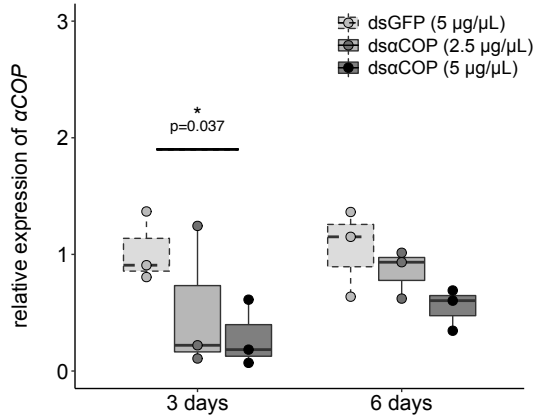 dsGFP (5 μg/μL)
dsαCOP (2.5 μg/μL)
dsαCOP (5 μg/μL)
relative expression of αCOP
3
2
1
0
*
p=0.037
3 days
6 days